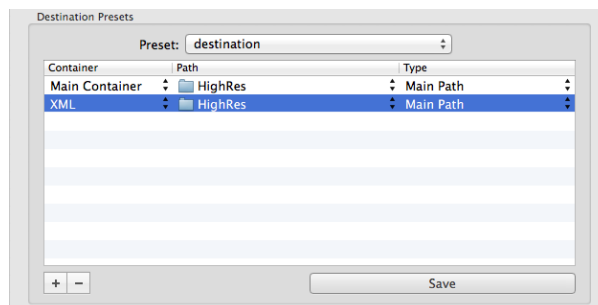 Destination Presets
Preset: destination
Container Path Type
Main Container HighRes Main Path
XML HighRes Main Path
+ − Save